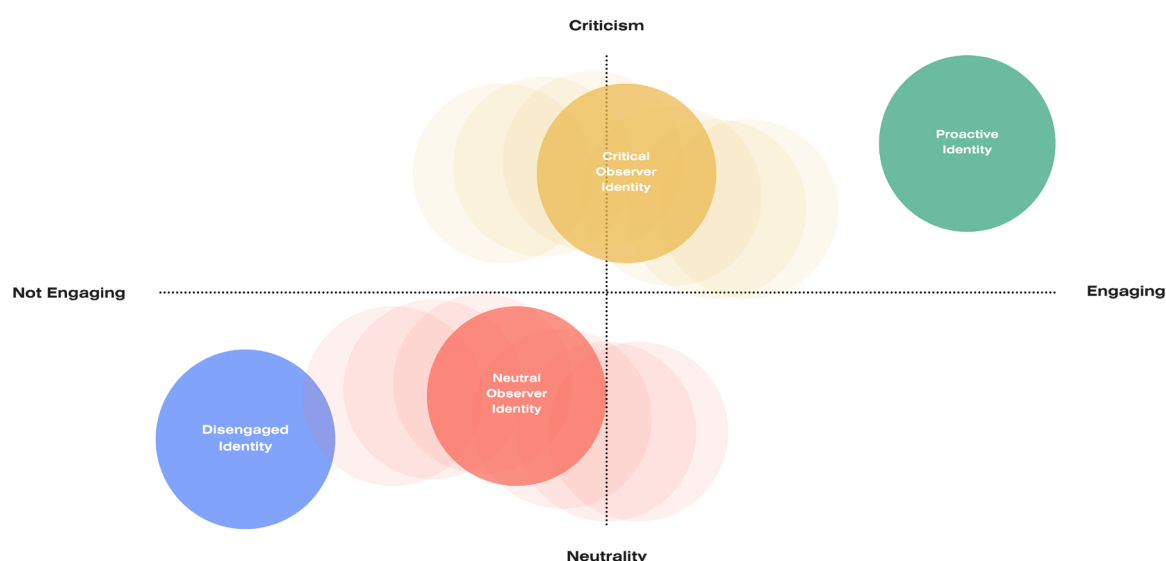 Criticism
Proactive
Identity
Critical
Observer
Identity
Not Engaging
Engaging
Neutral
Observer
Identity
Disengaged
Identity
Neutrality